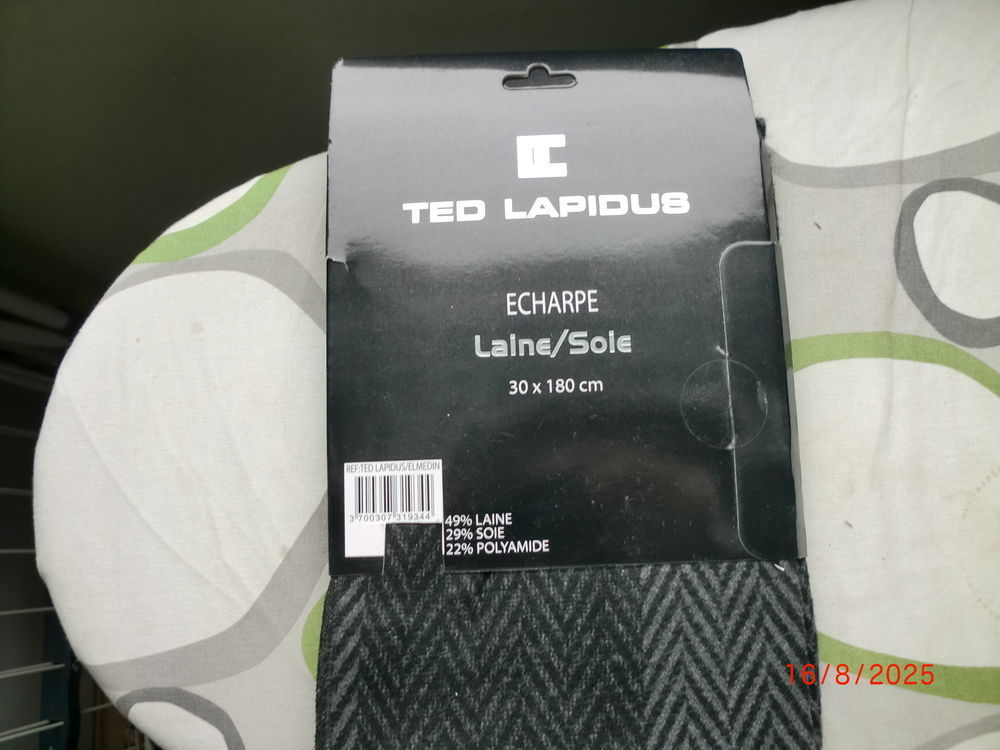 TED LAPIDUS
ECHARPE
Laine/Soie
30 x 180 cm
REF:TED LAPIDUS/ELMEDIN
3 700307 319344
49% LAINE
29% SOIE
22% POLYAMIDE
16/8/2025